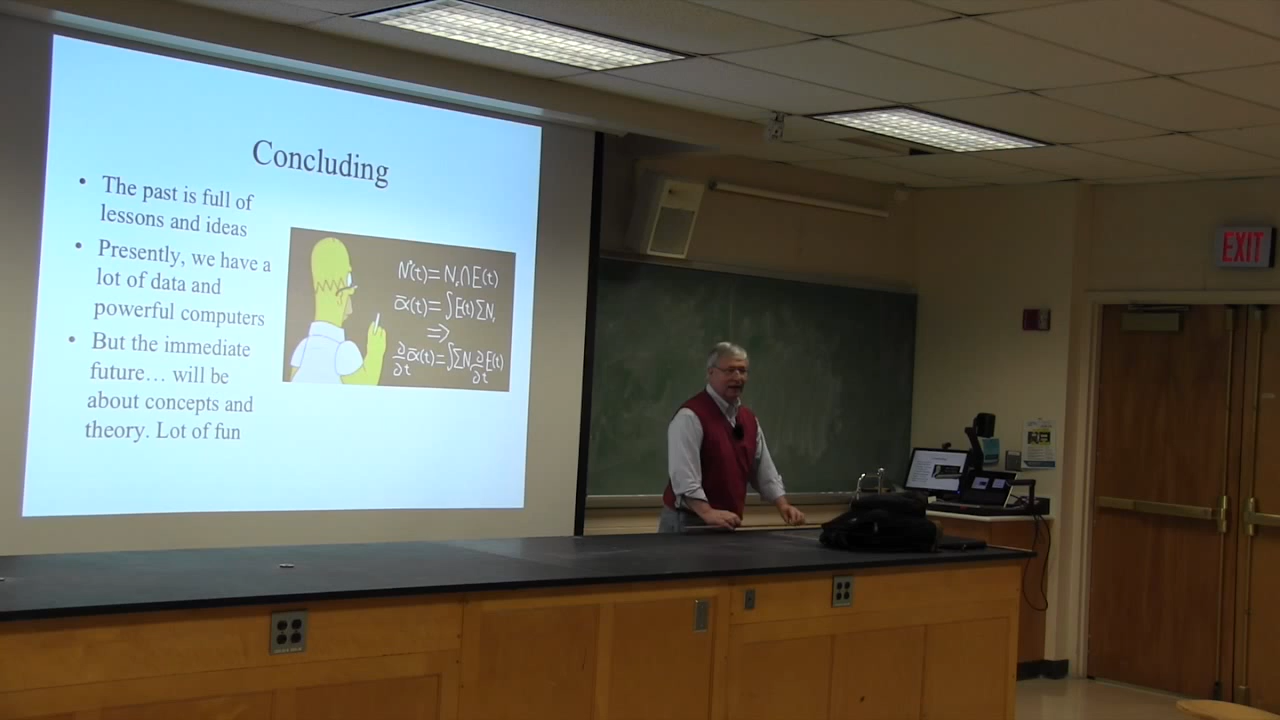 Concluding
• The past is full of
lessons and ideas
• Presently, we have a
lot of data and
powerful computers
• But the immediate
future... will be
about concepts and
theory. Lot of fun
N*(t)=N,∩E(t)
ɑ(t)=∫E(t)ΣN,
=>
∂/∂t ɑ(t)=∫ΣN, ∂/∂t E(t)
EXIT